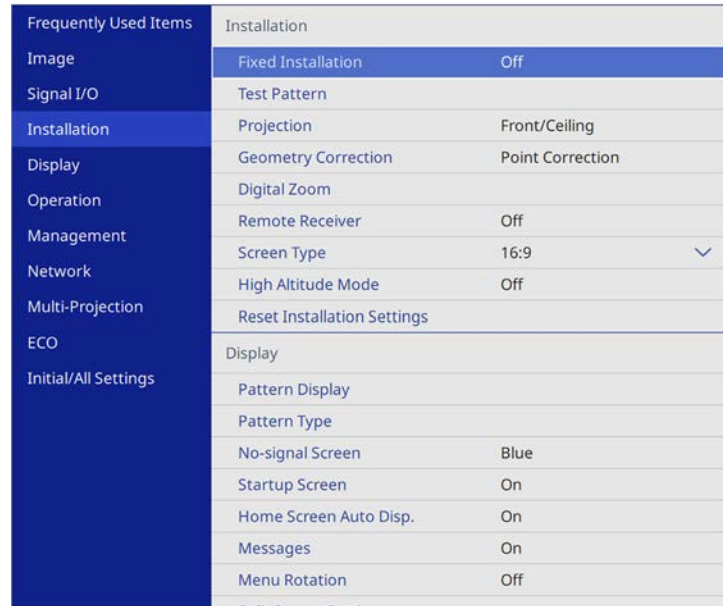 Frequently Used Items
Image
Signal I/O
Installation
Display
Operation
Management
Network
Multi-Projection
ECO
Initial/All Settings
Installation
Fixed Installation Off
Test Pattern
Projection Front/Ceiling
Geometry Correction Point Correction
Digital Zoom
Remote Receiver Off
Screen Type 16:9
High Altitude Mode Off
Reset Installation Settings
Display
Pattern Display
Pattern Type
No-signal Screen Blue
Startup Screen On
Home Screen Auto Disp. On
Messages On
Menu Rotation Off